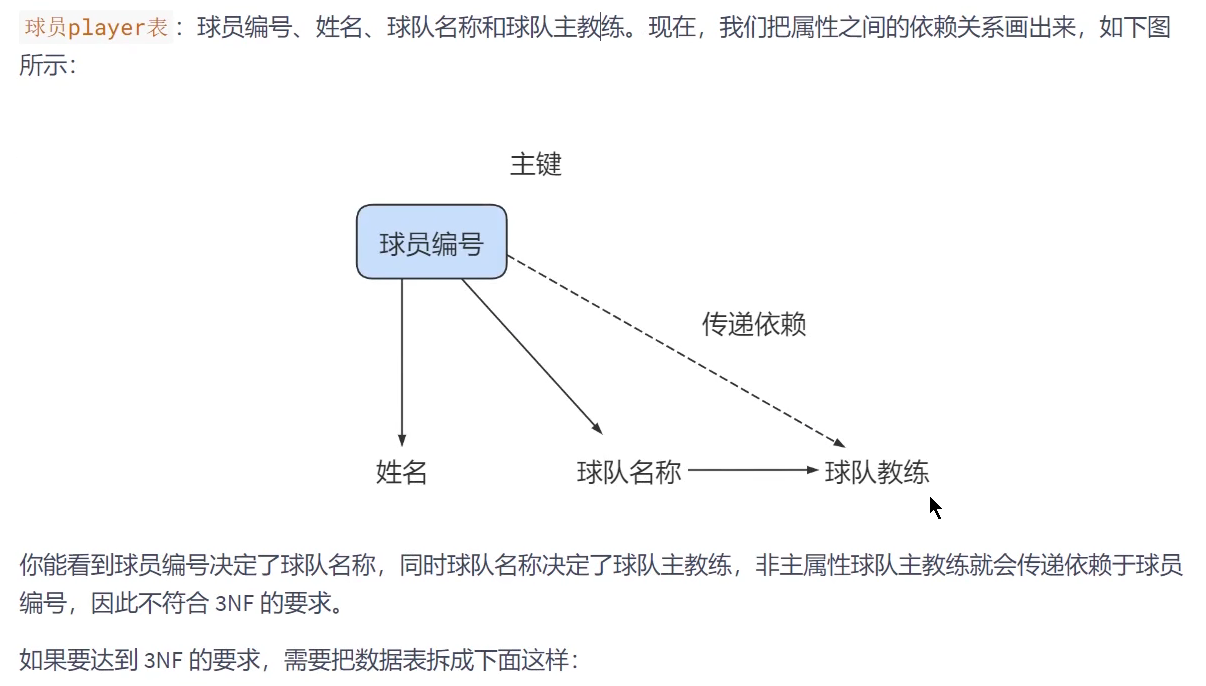 球员player表：球员编号、姓名、球队名称和球队主教练。现在，我们把属性之间的依赖关系画出来，如下图
所示：
主键
球员编号
传递依赖
姓名
球队名称
球队教练
你能看到球员编号决定了球队名称，同时球队名称决定了球队主教练，非主属性球队主教练就会传递依赖于球员
编号，因此不符合 3NF 的要求。
如果要达到 3NF 的要求，需要把数据表拆成下面这样：